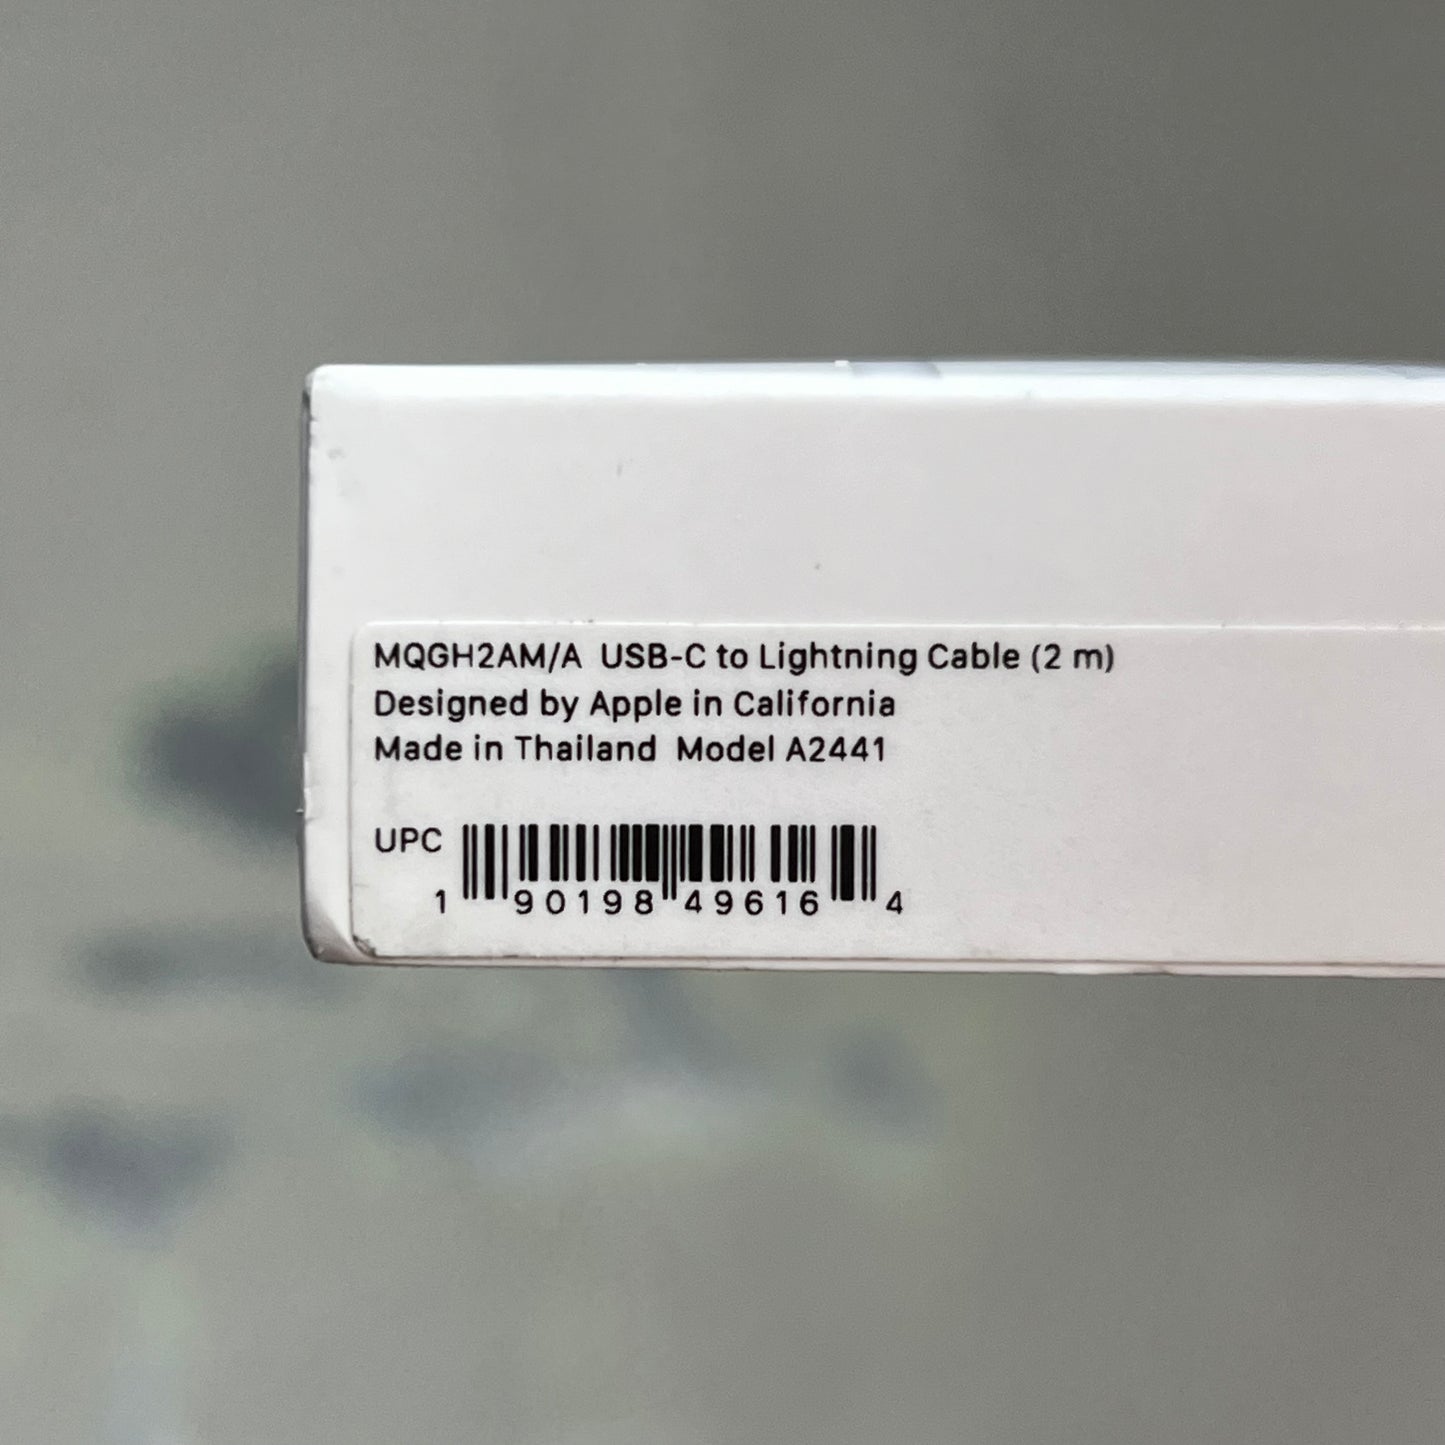 MQGH2AM/A  USB-C to Lightning Cable (2 m)
Designed by Apple in California
Made in Thailand  Model A2441
UPC
1 90198 49616 4